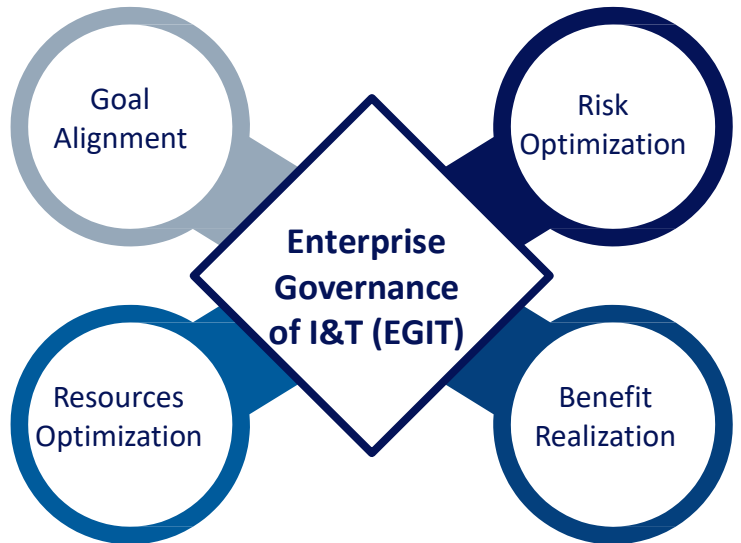 Goal
Alignment
Risk
Optimization
Enterprise
Governance
of I&T (EGIT)
Resources
Optimization
Benefit
Realization